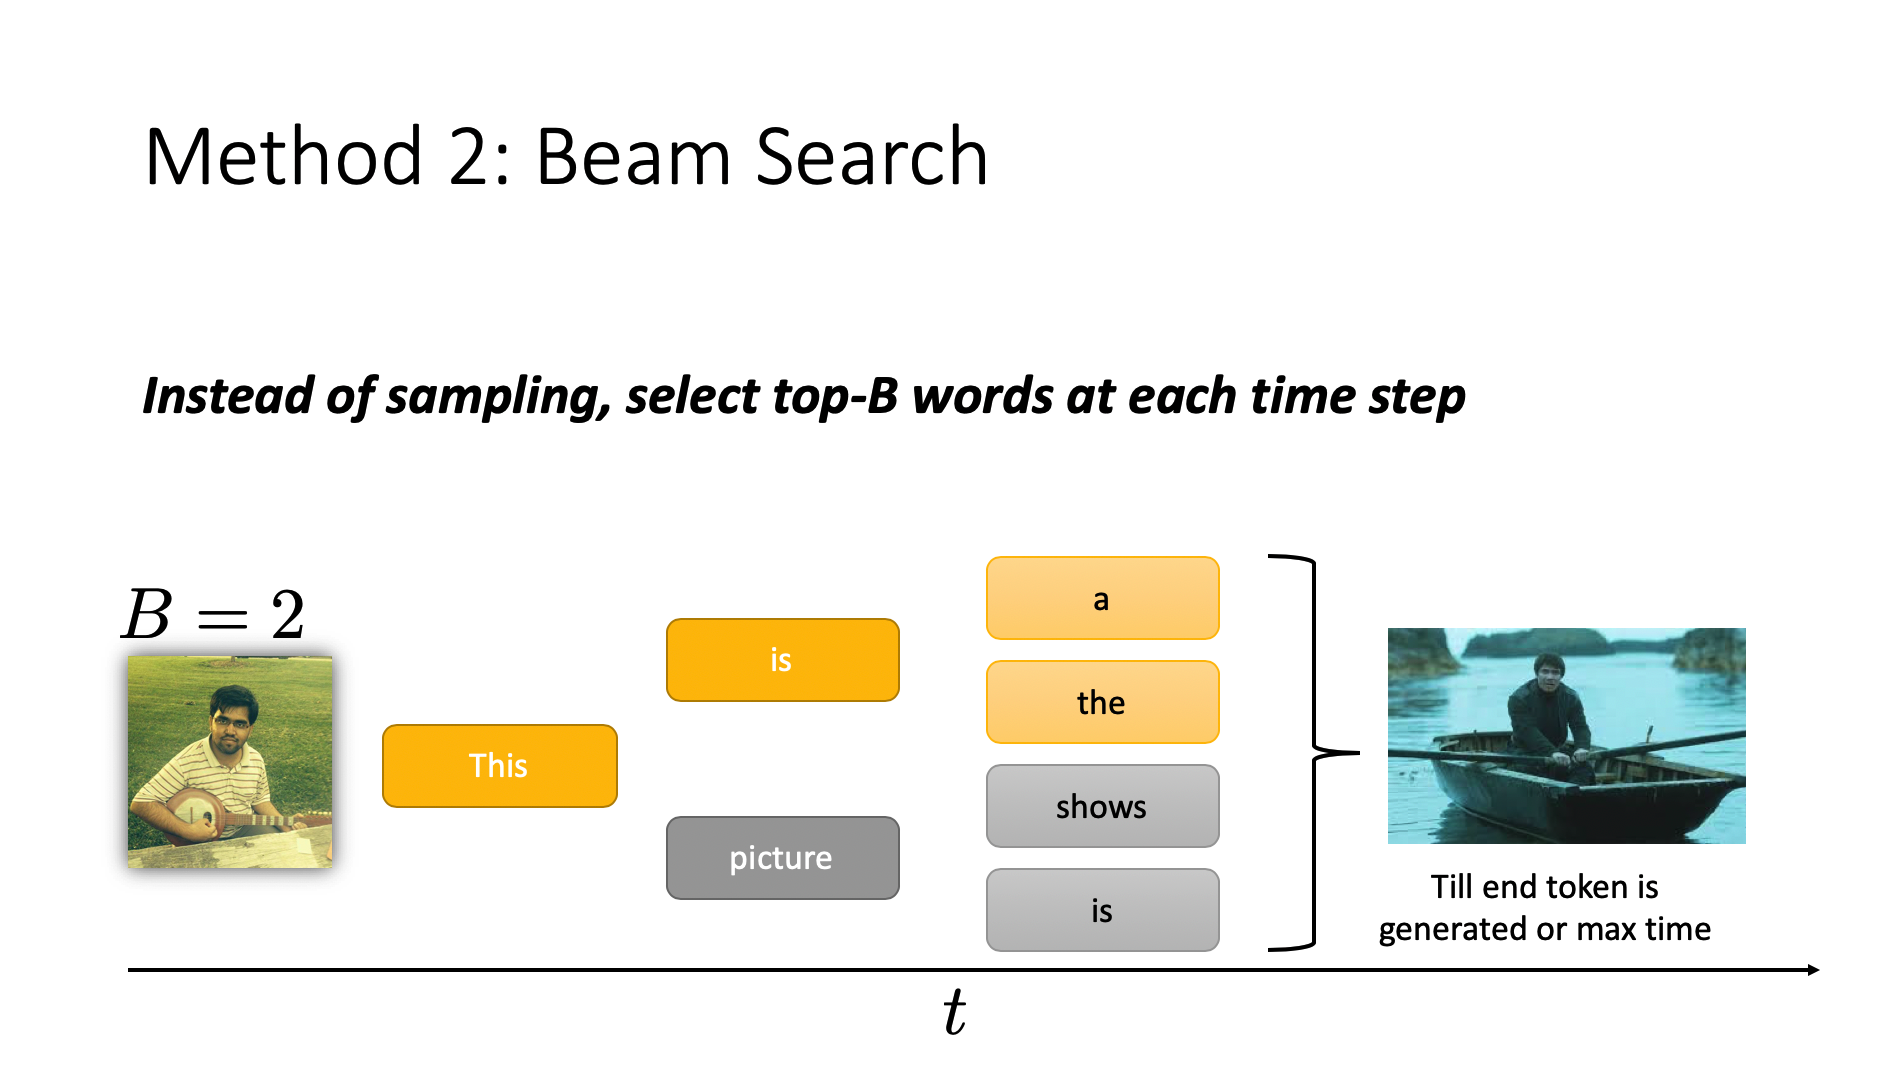 Method 2: Beam Search
Instead of sampling, select top-B words at each time step
B = 2
This
is
picture
a
the
shows
is
Till end token is
generated or max time
t